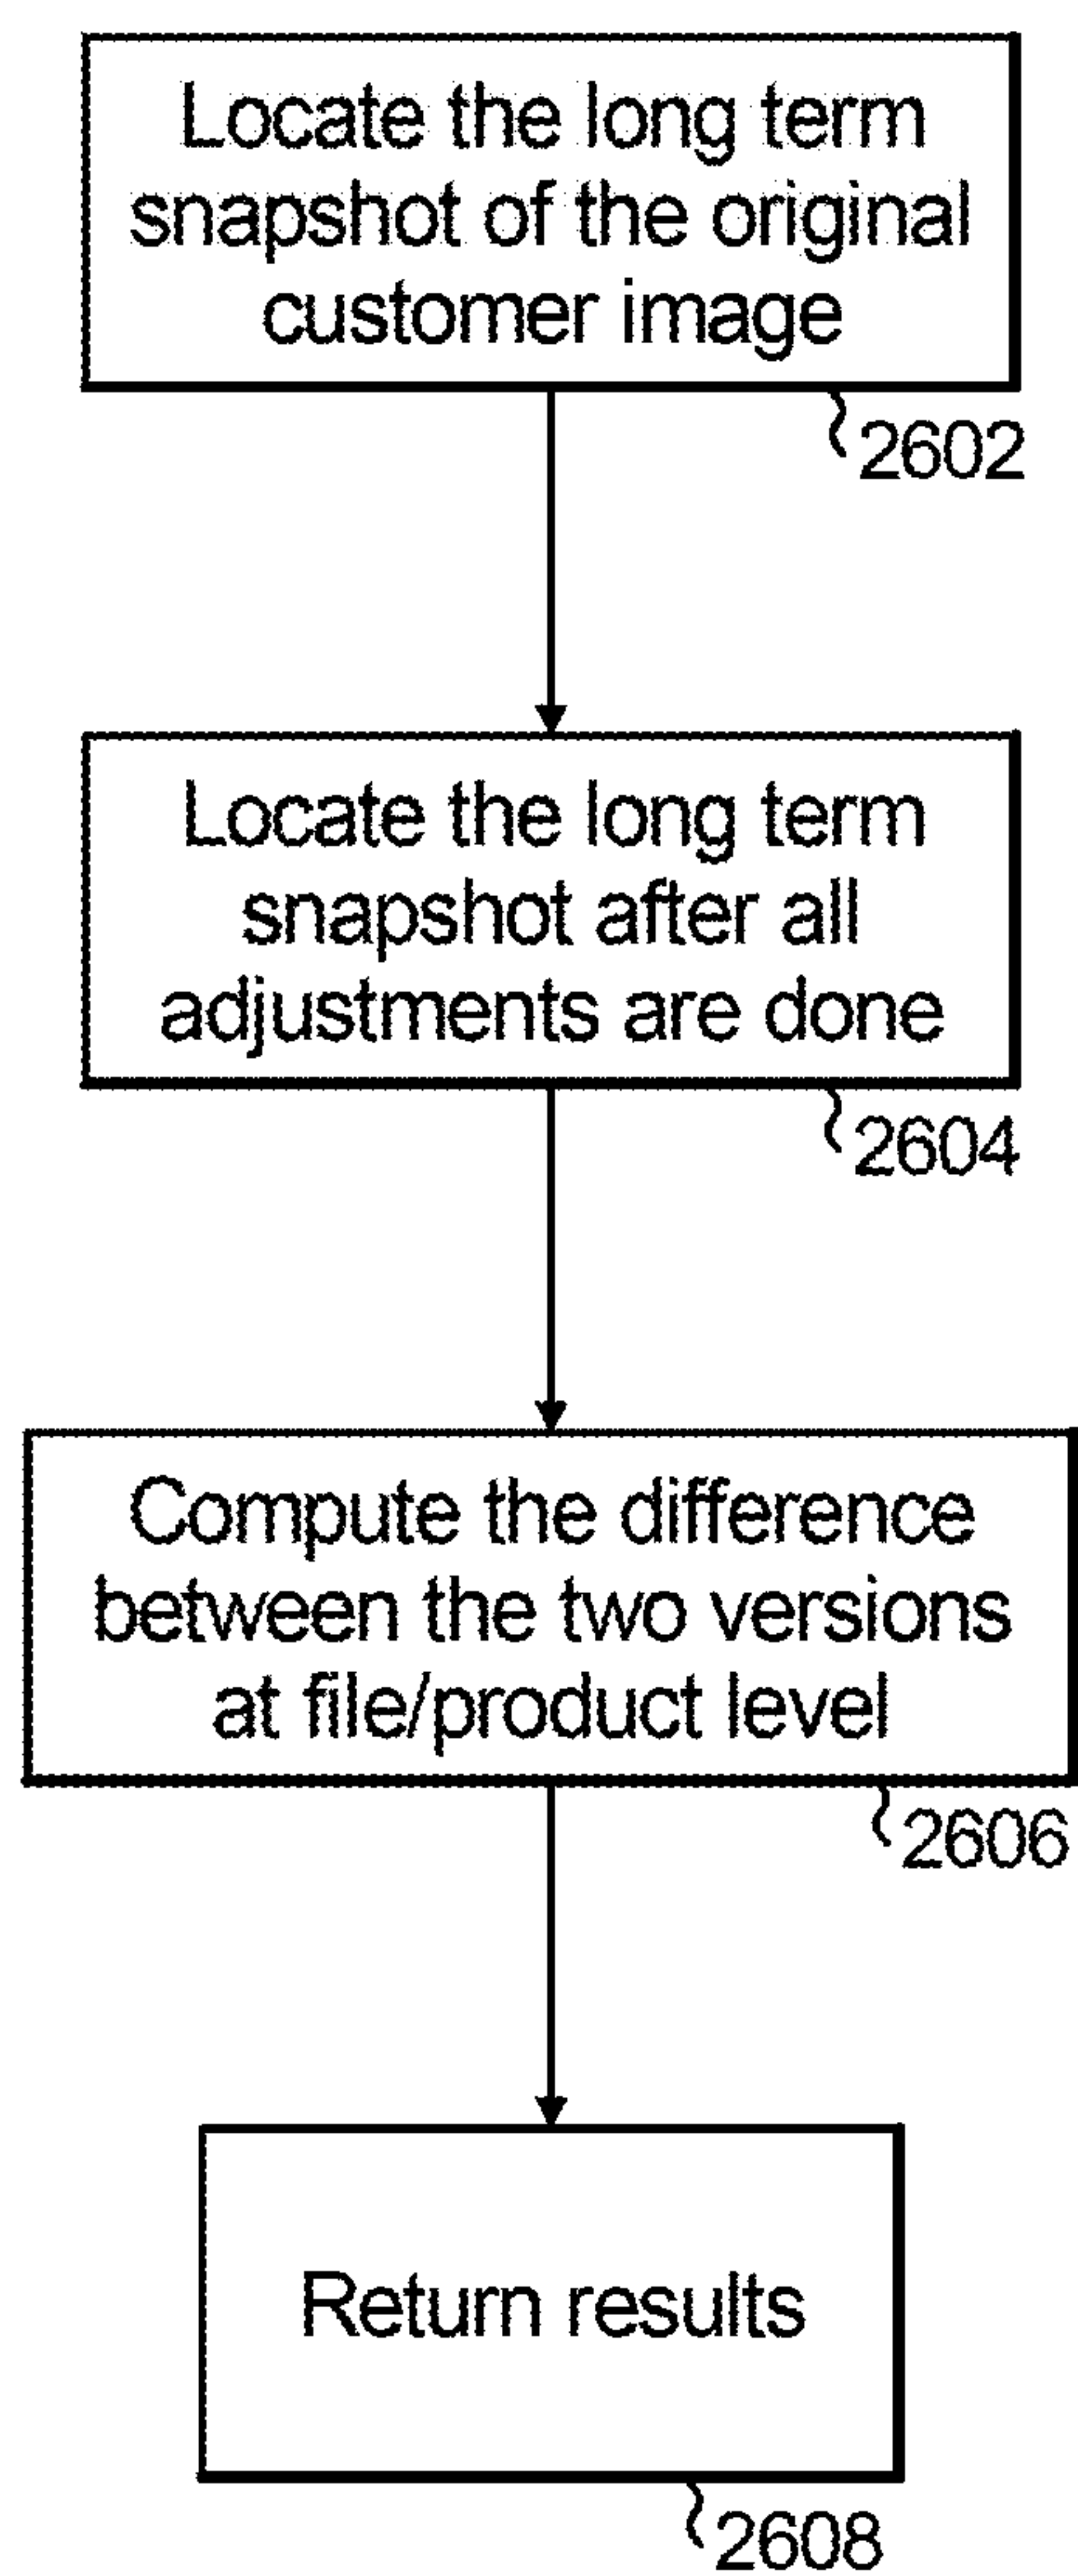 Locate the long term
snapshot of the original
customer image
2602
Locate the long term
snapshot after all
adjustments are done
2604
Compute the difference
between the two versions
at file/product level
2606
Return results
2608